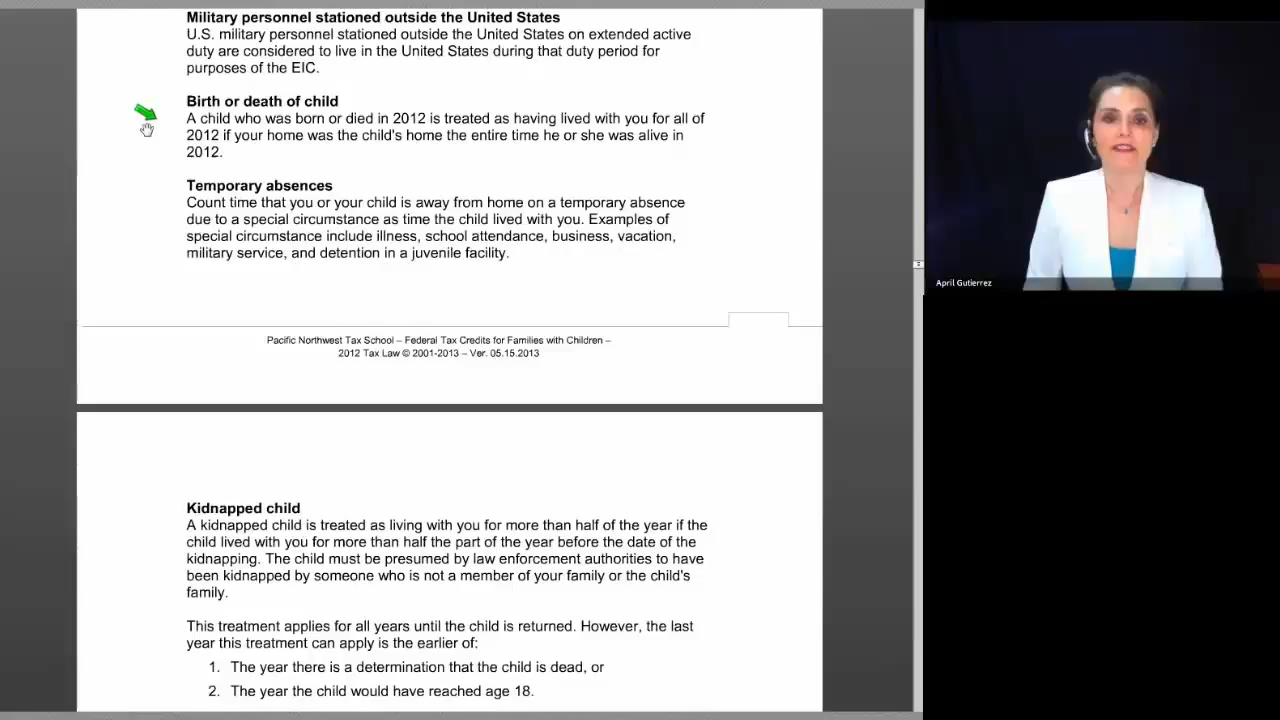 Military personnel stationed outside the United States
U.S. military personnel stationed outside the United States on extended active
duty are considered to live in the United States during that duty period for
purposes of the EIC.
Birth or death of child
A child who was born or died in 2012 is treated as having lived with you for all of
2012 if your home was the child's home the entire time he or she was alive in
2012.
Temporary absences
Count time that you or your child is away from home on a temporary absence
due to a special circumstance as time the child lived with you. Examples of
special circumstance include illness, school attendance, business, vacation,
military service, and detention in a juvenile facility.
Pacific Northwest Tax School – Federal Tax Credits for Families with Children –
2012 Tax Law © 2001-2013 – Ver. 05.15.2013
Kidnapped child
A kidnapped child is treated as living with you for more than half of the year if the
child lived with you for more than half the part of the year before the date of the
kidnapping. The child must be presumed by law enforcement authorities to have
been kidnapped by someone who is not a member of your family or the child's
family.
This treatment applies for all years until the child is returned. However, the last
year this treatment can apply is the earlier of:
1. The year there is a determination that the child is dead, or
2. The year the child would have reached age 18.
April Gutierrez